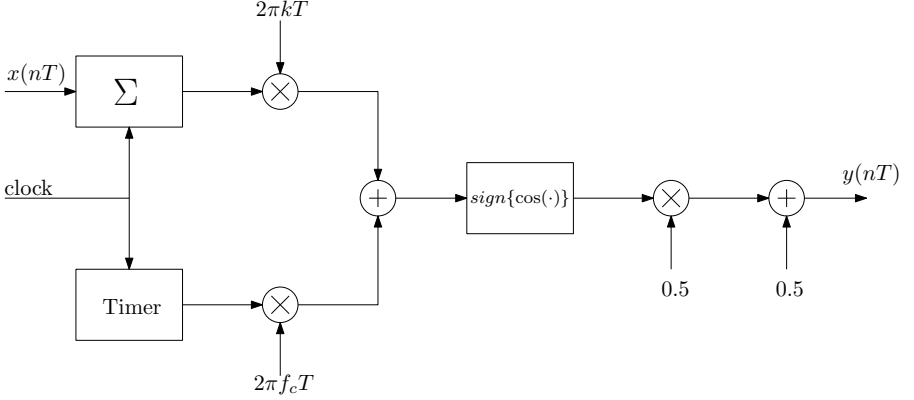 2πkT
x(nT)
∑
×
clock
+
sign{cos(·)}
×
+
y(nT)
0.5
0.5
Timer
×
2πf_cT